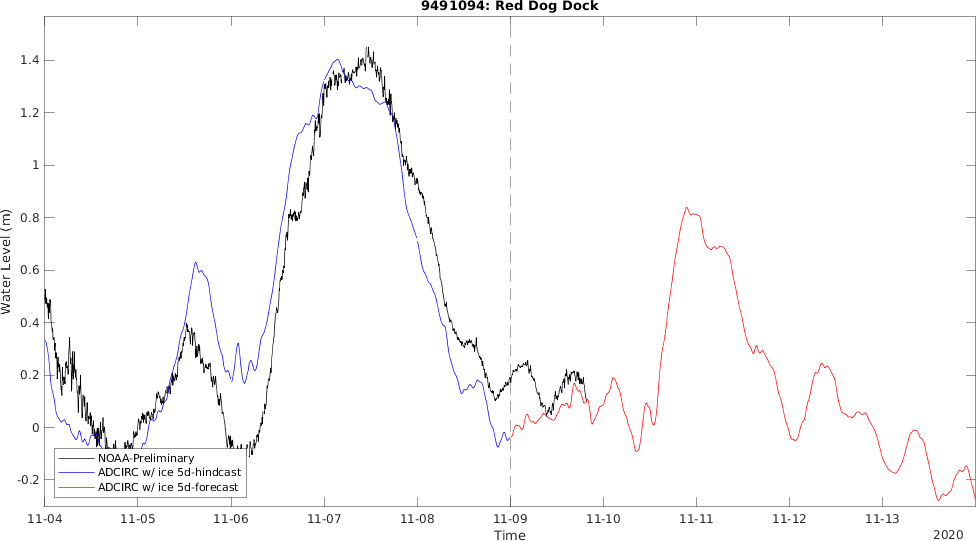 9491094: Red Dog Dock
Water Level (m)
1.4
1.2
1
0.8
0.6
0.4
0.2
0
-0.2
NOAA-Preliminary
ADCIRC w/ ice 5d-hindcast
ADCIRC w/ ice 5d-forecast
11-04 11-05 11-06 11-07 11-08 11-09 11-10 11-11 11-12 11-13
Time
2020